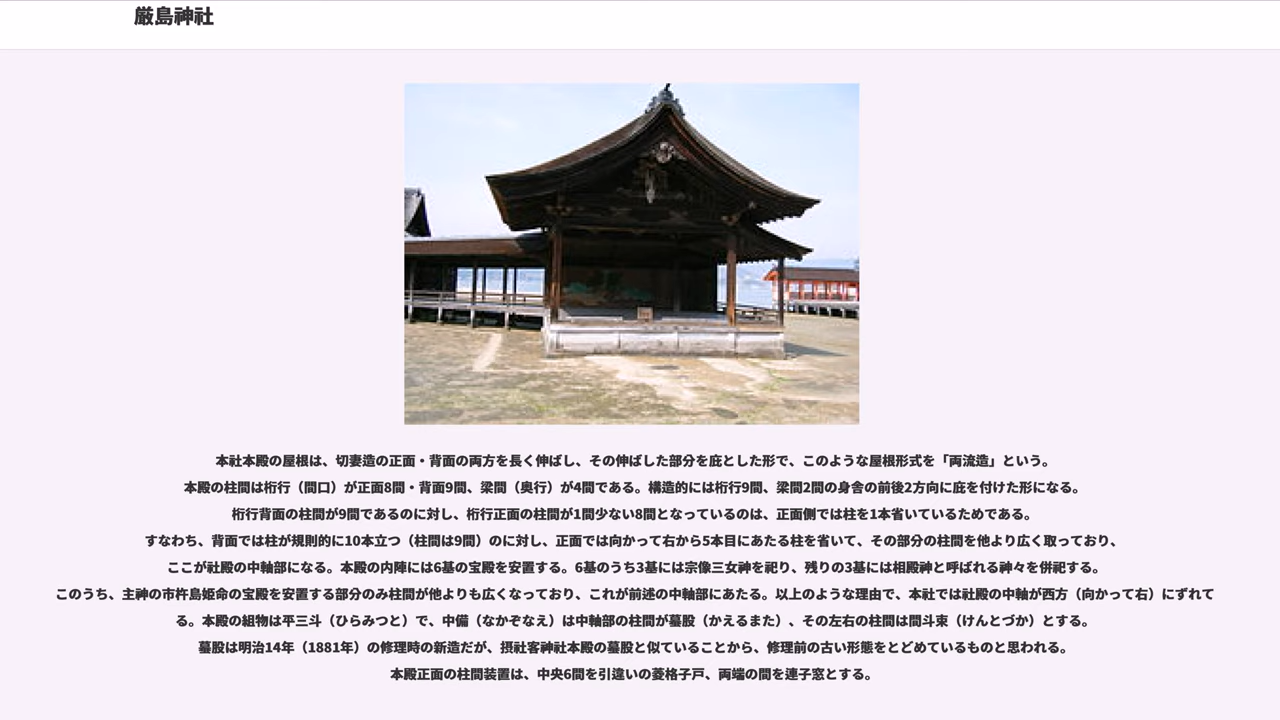 厳島神社
本社本殿の屋根は、切妻造の正面・背面の両方を長く伸ばし、その伸ばした部分を庇とした形で、このような屋根形式を「両流造」という。
本殿の柱間は桁行（間口）が正面8間・背面9間、梁間（奥行）が4間である。構造的には桁行9間、梁間2間の身舎の前後2方向に庇を付けた形になる。
桁行背面の柱間が9間であるのに対し、桁行正面の柱間が1間少ない8間となっているのは、正面側では柱を1本省いているためである。
すなわち、背面では柱が規則的に10本立つ（柱間は9間）のに対し、正面では向かって右から5本目にあたる柱を省いて、その部分の柱間を他より広く取っており、
ここが社殿の中軸部になる。本殿の内陣には6基の宝殿を安置する。6基のうち3基には宗像三女神を祀り、残りの3基には相殿神と呼ばれる神々を併祀する。
このうち、主神の市杵島姫命の宝殿を安置する部分のみ柱間が他よりも広くなっており、これが前述の中軸部にあたる。以上のような理由で、本社では社殿の中軸が西方（向かって右）にずれて
る。本殿の組物は平三斗（ひらみつと）で、中備（なかぞなえ）は中軸部の柱間が蟇股（かえるまた）、その左右の柱間は間斗束（けんとづか）とする。
蟇股は明治14年（1881年）の修理時の新造だが、摂社客神社本殿の蟇股と似ていることから、修理前の古い形態をとどめているものと思われる。
本殿正面の柱間装置は、中央6間を引違いの菱格子戸、両端の間を連子窓とする。